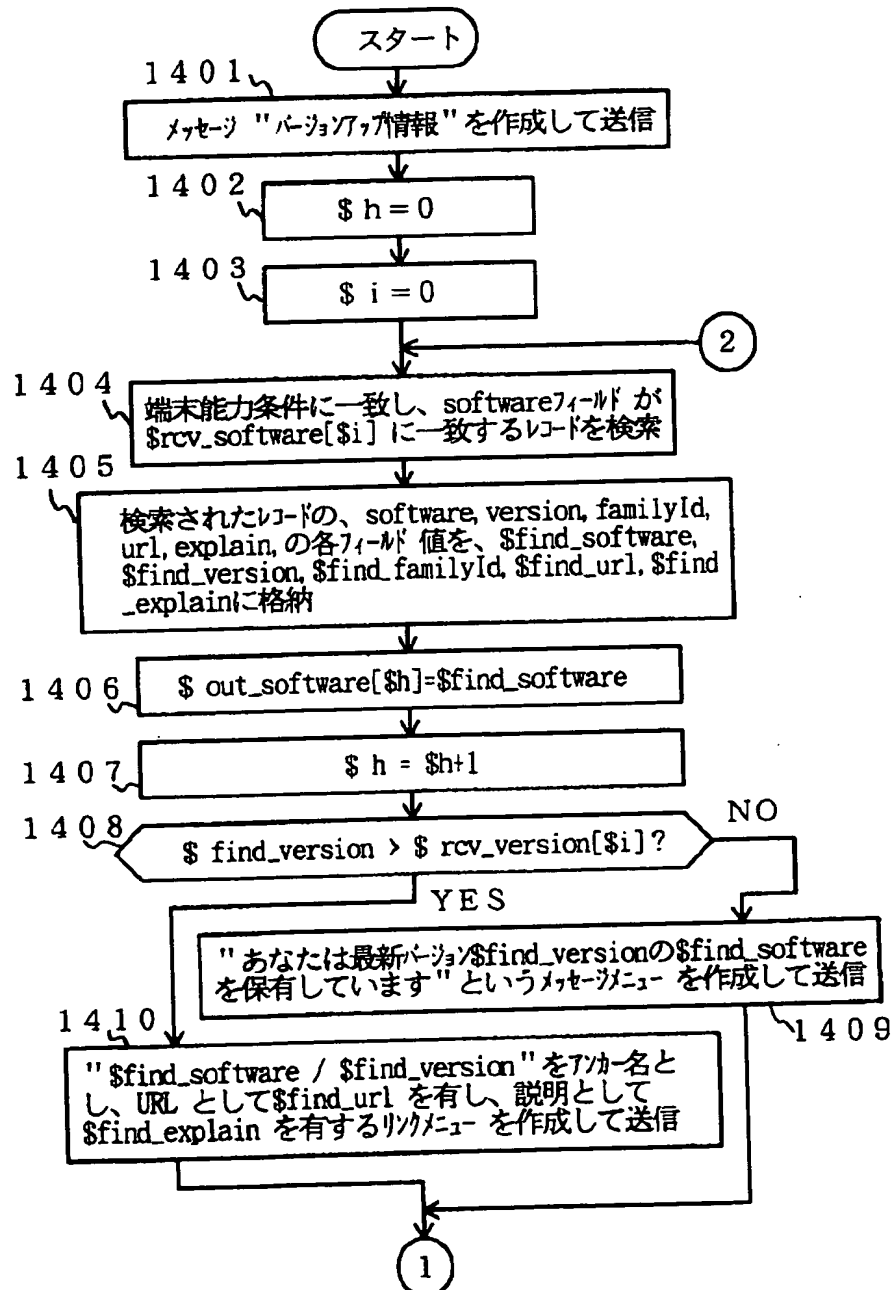 スタート
1401
メッセージ "バージョンアップ情報" を作成して送信
1402
$ h = 0
1403
$ i = 0
2
1404
端末能力条件に一致し、softwareフィールド が
$rcv_software[$i] に一致するレコードを検索
1405
検索されたレコードの、software, version, familyId,
url, explain, の各フィールド 値を、$find_software,
$find_version, $find_familyId, $find_url, $find
_explainに格納
1406
$ out_software[$h]=$find_software
1407
$ h = $h+1
1408
$ find_version > $ rcv_version[$i] ?
NO
YES
"あなたは最新バージョン$find_versionの$find_software
を保有しています" というメッセージメニュー を作成して送信
1409
1410
"$find_software / $find_version" をアンカー名と
し、URL として$find_url を有し、説明として
$find_explain を有するリンクメニュー を作成して送信
1